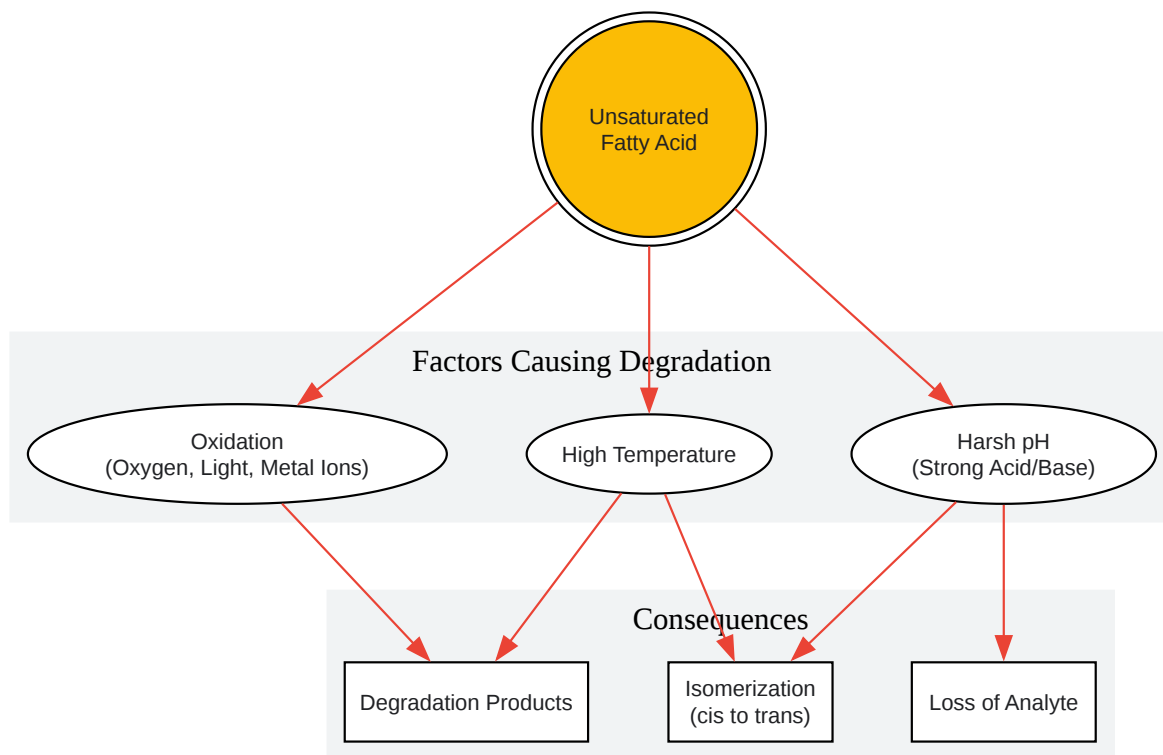 Unsaturated
Fatty Acid
Factors Causing Degradation
Oxidation
(Oxygen, Light, Metal Ions)
High Temperature
Harsh pH
(Strong Acid/Base)
Consequences
Degradation Products
Isomerization
(cis to trans)
Loss of Analyte